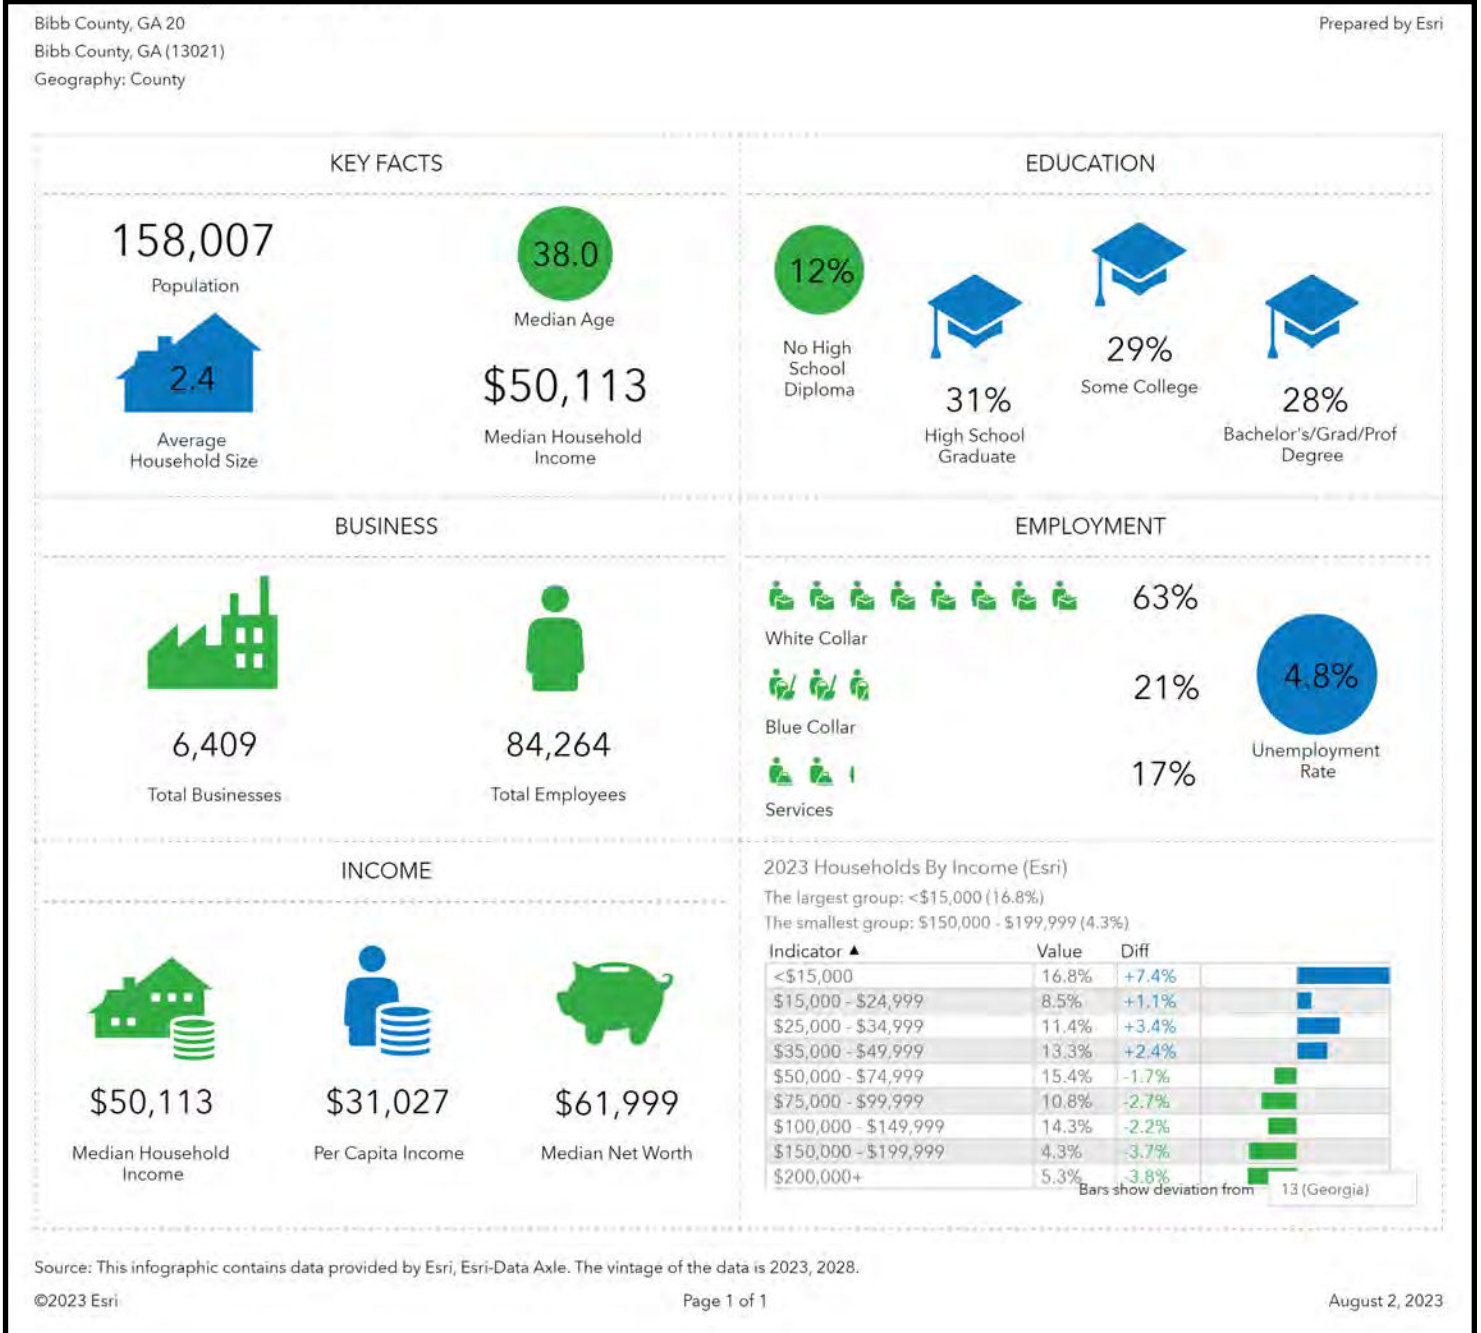 Bibb County, GA 20
Prepared by Esri
Bibb County, GA (13021)
Geography: County
KEY FACTS
158,007
Population
38.0
Median Age
2.4
Average
Household Size
$50,113
Median Household
Income
EDUCATION
12%
No High
School
Diploma
31%
High School
Graduate
29%
Some College
28%
Bachelor's/Grad/Prof
Degree
BUSINESS
6,409
Total Businesses
84,264
Total Employees
EMPLOYMENT
63%
White Collar
21%
Blue Collar
17%
Services
4.8%
Unemployment
Rate
INCOME
$50,113
Median Household
Income
$31,027
Per Capita Income
$61,999
Median Net Worth
2023 Households By Income (Esri)
The largest group: <$15,000 (16.8%)
The smallest group: $150,000 - $199,999 (4.3%)
Indicator ▲ Value Diff
<$15,000 16.8% +7.4%
$15,000 - $24,999 8.5% +1.1%
$25,000 - $34,999 11.4% +3.4%
$35,000 - $49,999 13.3% +2.4%
$50,000 - $74,999 15.4% -1.7%
$75,000 - $99,999 10.8% -2.7%
$100,000 - $149,999 14.3% -2.2%
$150,000 - $199,999 4.3% -3.7%
$200,000+ 5.3% -3.8%
Bars show deviation from 13 (Georgia)
Source: This infographic contains data provided by Esri, Esri-Data Axle. The vintage of the data is 2023, 2028.
©2023 Esri
Page 1 of 1
August 2, 2023